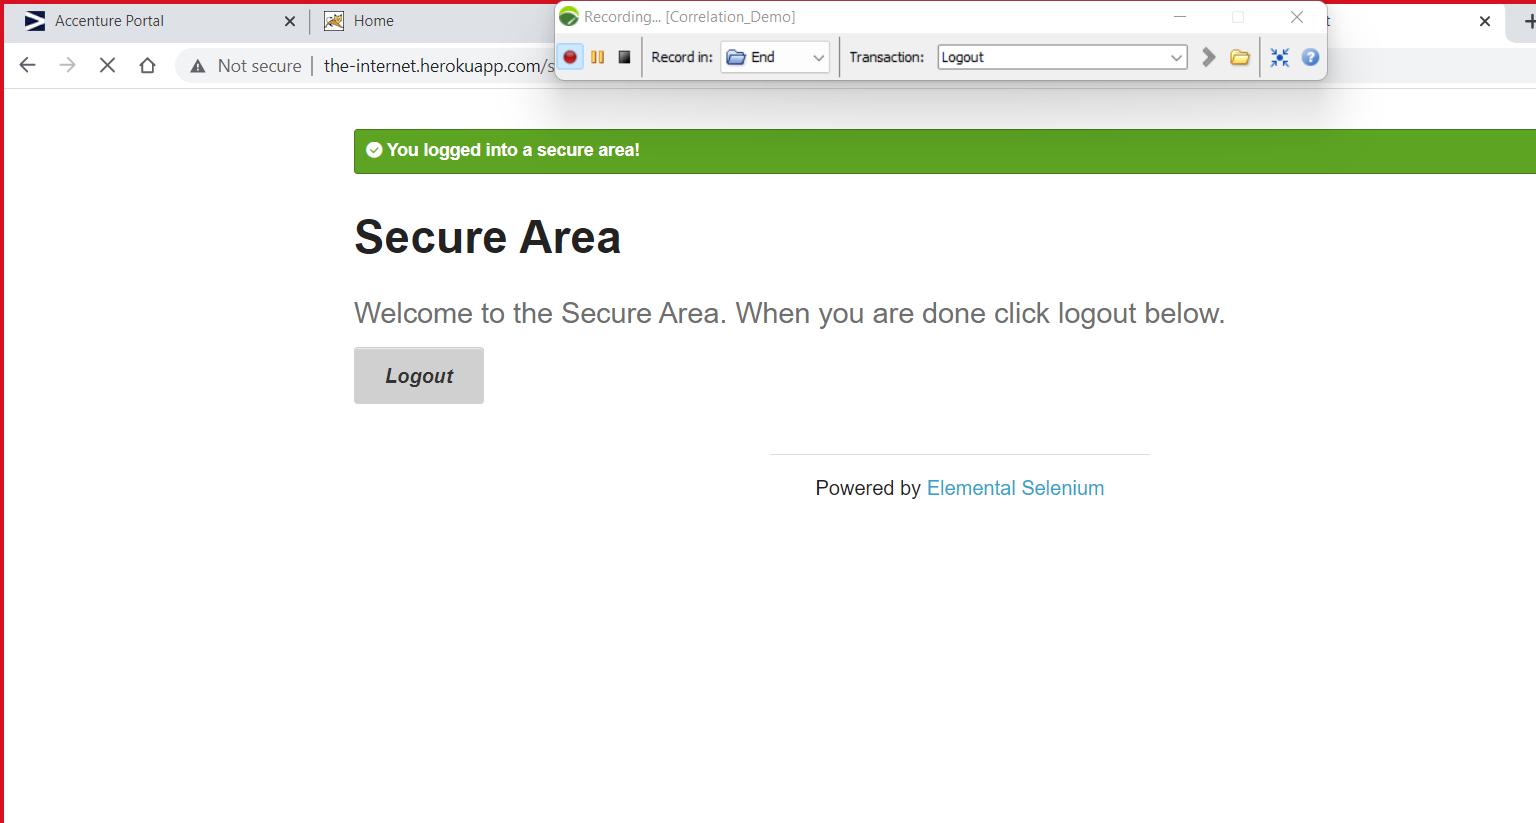 Accenture Portal
Home
Recording... [Correlation_Demo]
Record in: End
Transaction: Logout
Not secure | the-internet.herokuapp.com/s
You logged into a secure area!
Secure Area
Welcome to the Secure Area. When you are done click logout below.
Logout
Powered by Elemental Selenium